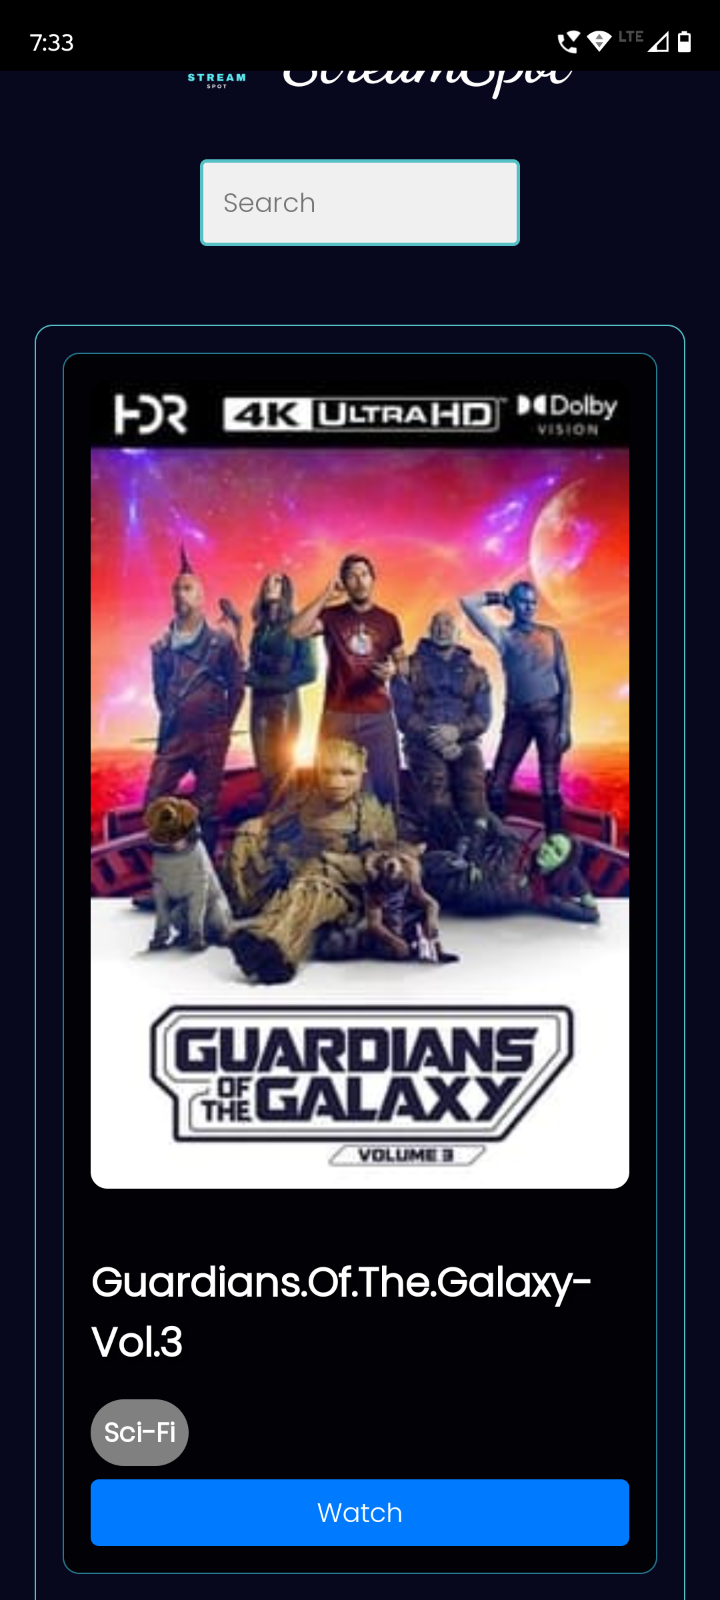 7:33
LTE
STREAM
SPOT
StreamSpot
Search
HDR
4K ULTRA HD
Dolby
VISION
GUARDIANS
OF
THE
GALAXY
VOLUME 3
Guardians.Of.The.Galaxy-
Vol.3
Sci-Fi
Watch